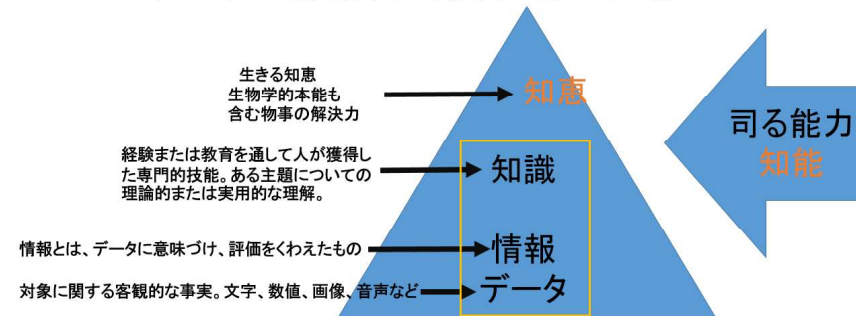 生きる知恵
生物学的本能も
含む物事の解決力
知恵
司る能力
知能
経験または教育を通して人が獲得し
た専門的技能。ある主題についての
理論的または実用的な理解。
知識
情報とは、データに意味づけ、評価をくわえたもの
情報
対象に関する客観的な事実。文字、数値、画像、音声など
データ